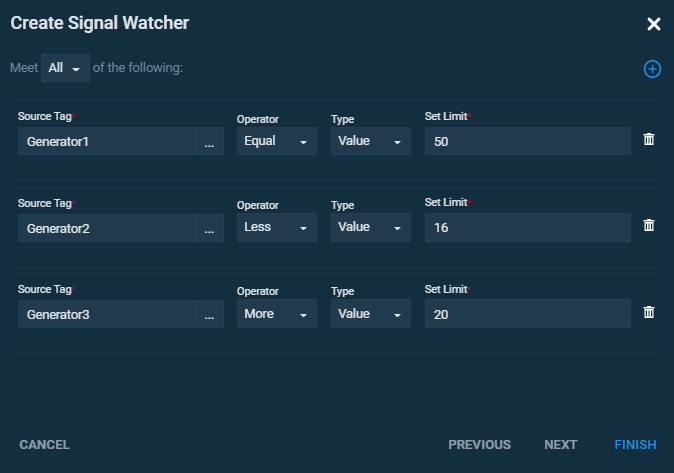 Create Signal Watcher
Meet All of the following:
Source Tag* Operator Type Set Limit*
Generator1 ... Equal Value 50
Source Tag* Operator Type Set Limit*
Generator2 ... Less Value 16
Source Tag* Operator Type Set Limit*
Generator3 ... More Value 20
CANCEL PREVIOUS NEXT FINISH